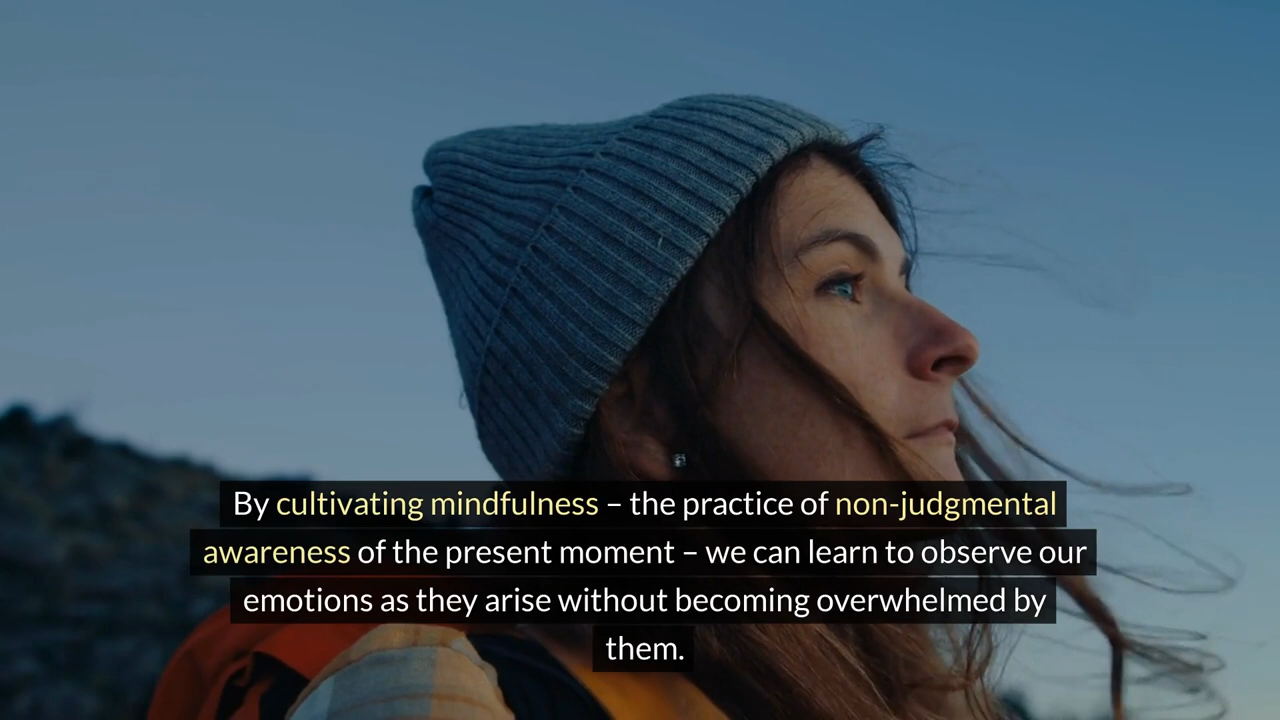 By cultivating mindfulness – the practice of non-judgmental
awareness of the present moment – we can learn to observe our
emotions as they arise without becoming overwhelmed by
them.